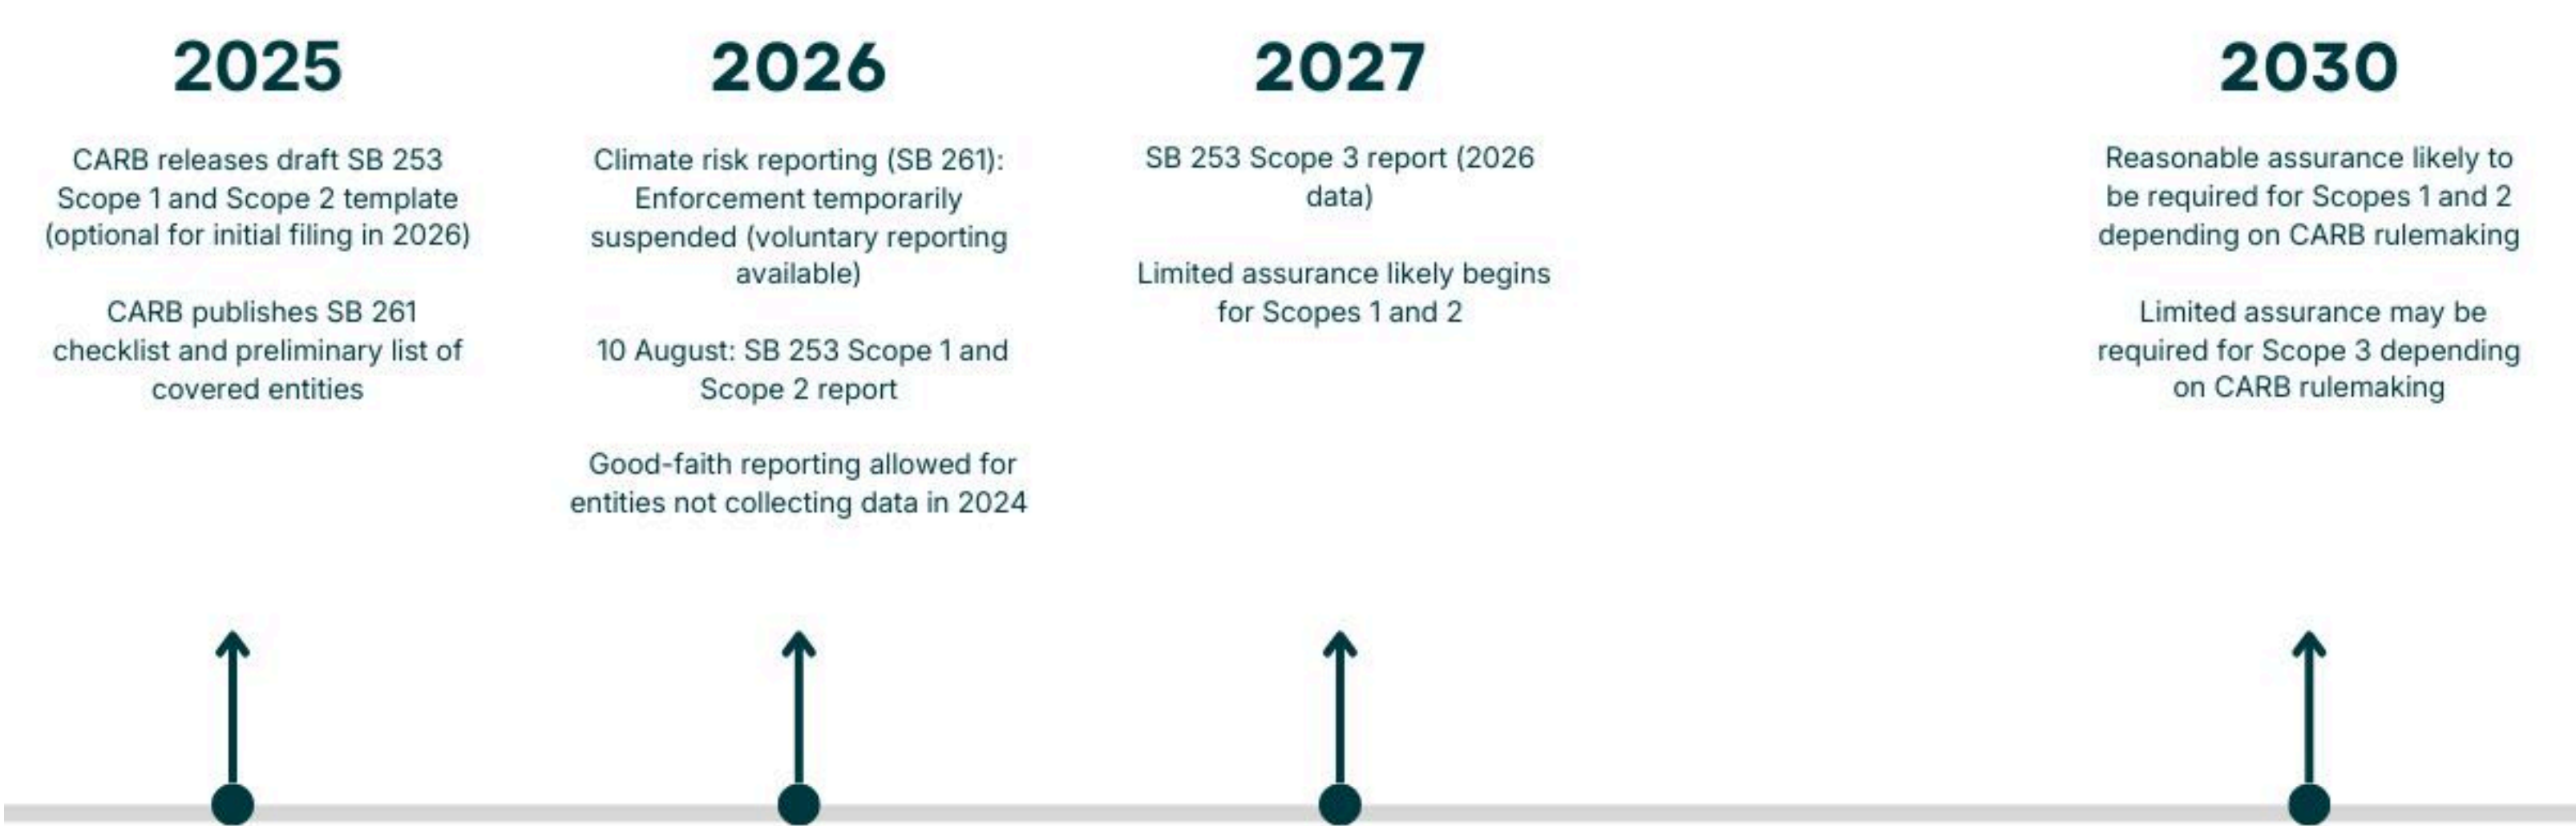 2025
CARB releases draft SB 253
Scope 1 and Scope 2 template
(optional for initial filing in 2026)
CARB publishes SB 261
checklist and preliminary list of
covered entities
2026
Climate risk reporting (SB 261):
Enforcement temporarily
suspended (voluntary reporting
available)
10 August: SB 253 Scope 1 and
Scope 2 report
Good-faith reporting allowed for
entities not collecting data in 2024
2027
SB 253 Scope 3 report (2026
data)
Limited assurance likely begins
for Scopes 1 and 2
2030
Reasonable assurance likely to
be required for Scopes 1 and 2
depending on CARB rulemaking
Limited assurance may be
required for Scope 3 depending
on CARB rulemaking